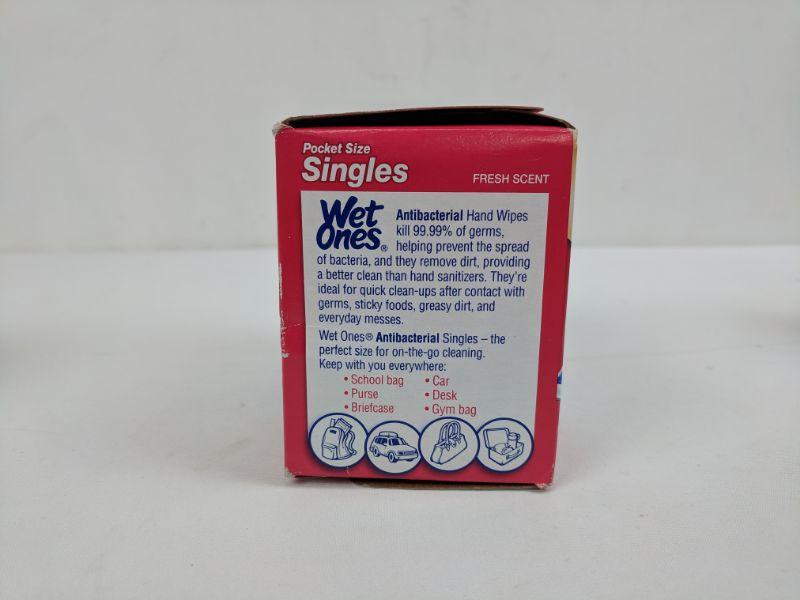 Pocket Size
Singles
FRESH SCENT
Wet Ones®
Antibacterial Hand Wipes
kill 99.99% of germs,
helping prevent the spread
of bacteria, and they remove dirt, providing
a better clean than hand sanitizers. They're
ideal for quick clean-ups after contact with
germs, sticky foods, greasy dirt, and
everyday messes.
Wet Ones® Antibacterial Singles – the
perfect size for on-the-go cleaning.
Keep with you everywhere:
• School bag • Car
• Purse • Desk
• Briefcase • Gym bag